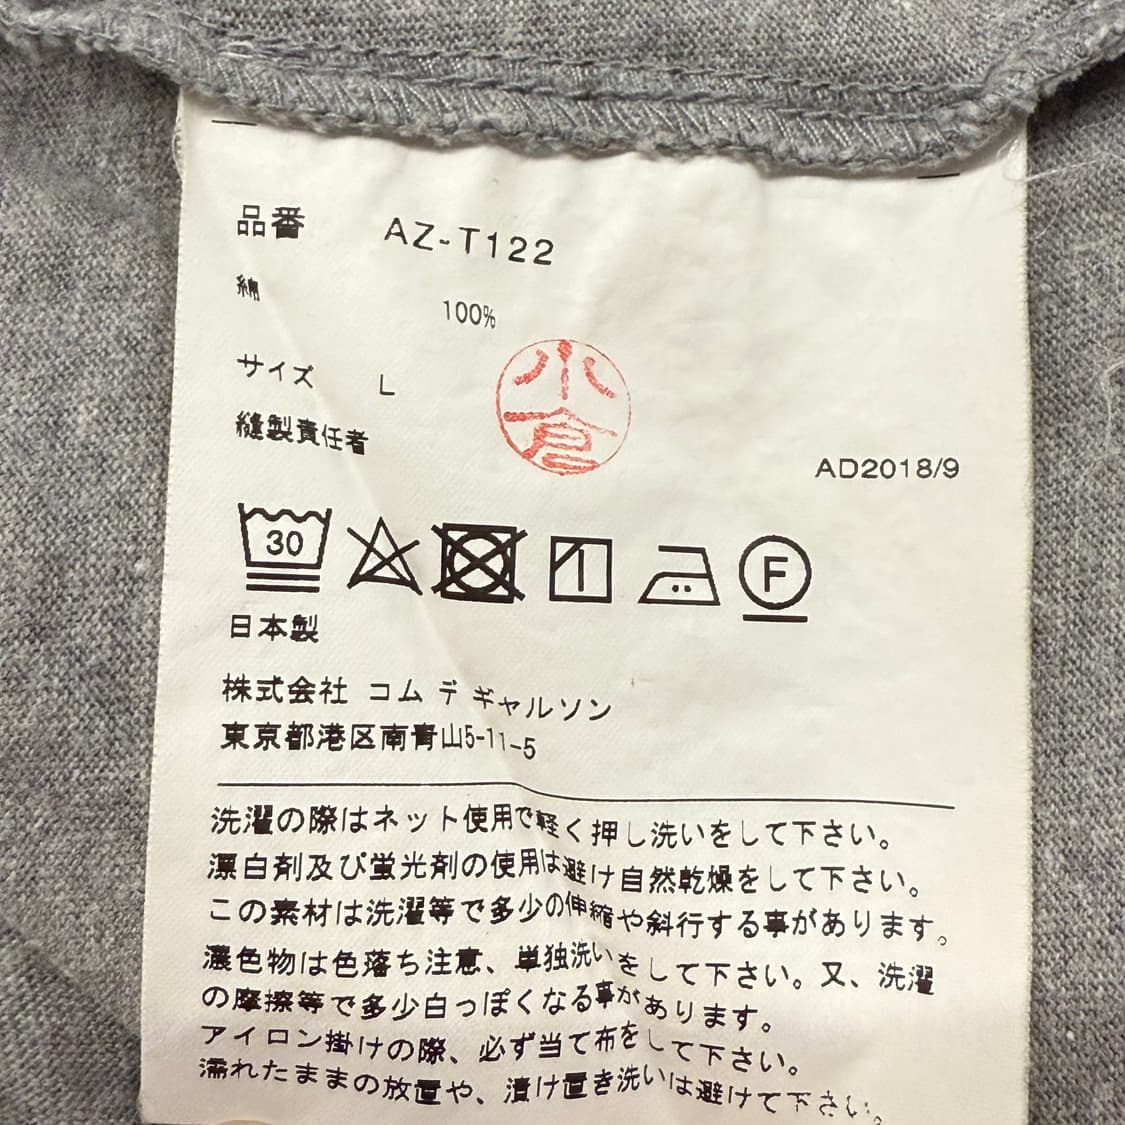 品番 AZ-T122
綿 100%
サイズ L
小倉
縫製責任者
AD2018/9
30
F
日本製
株式会社 コム デ ギャルソン
東京都港区南青山5-11-5
洗濯の際はネット使用で軽く押し洗いをして下さい。
漂白剤及び蛍光剤の使用は避け自然乾燥をして下さい。
この素材は洗濯等で多少の伸縮や斜行する事があります。
濃色物は色落ち注意、単独洗いをして下さい。又、洗濯
の摩擦等で多少白っぽくなる事があります。
アイロン掛けの際、必ず当て布をして下さい。
濡れたままの放置や、漬け置き洗いは避けて下さい。